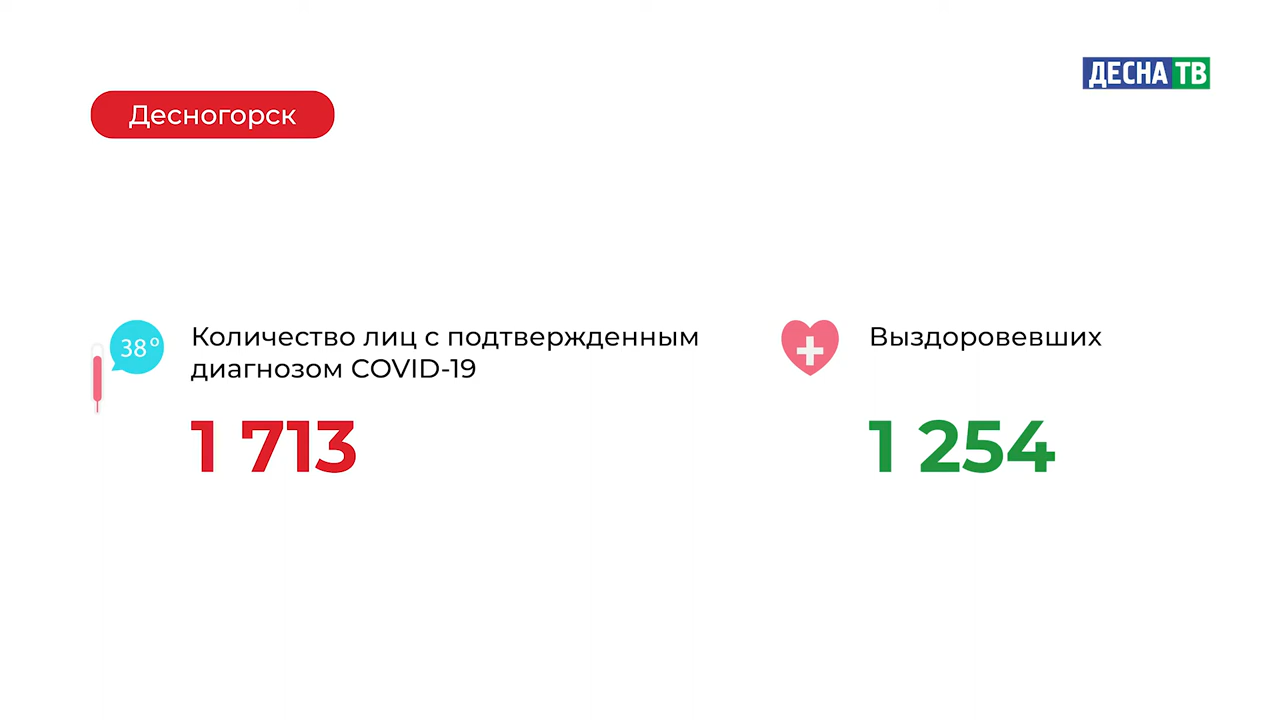 ДЕСНА ТВ
Десногорск
38°
Количество лиц с подтвержденным
диагнозом COVID-19
1 713
Выздоровевших
1 254